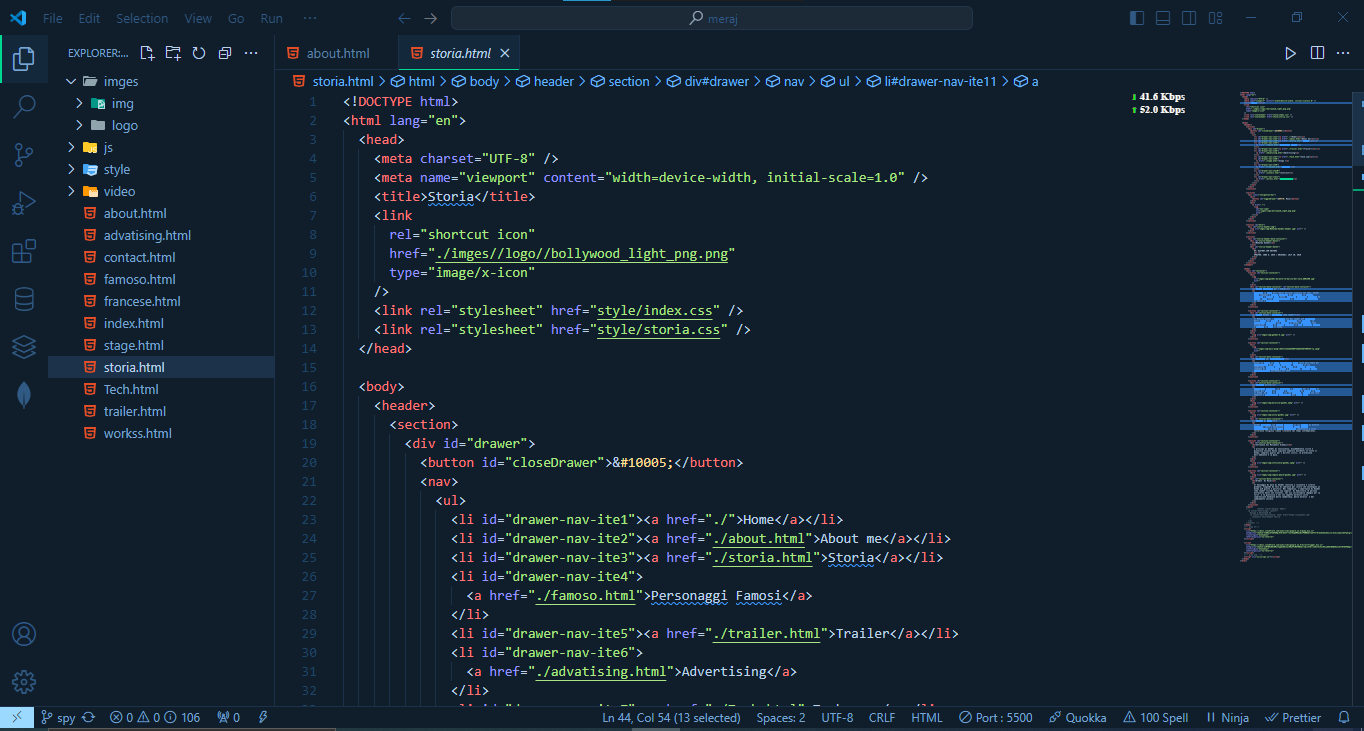 File Edit Selection View Go Run ··· meraj
EXPLORER:...
about.html storia.html
storia.html > html > body > header > section > div#drawer > nav > ul > li#drawer-nav-ite11 > a
imges
img
logo
js
style
video
about.html
advatising.html
contact.html
famoso.html
francese.html
index.html
stage.html
storia.html
Tech.html
trailer.html
workss.html
41.6 Kbps
52.0 Kbps
1 <!DOCTYPE html>
2 <html lang="en">
3 <head>
4 <meta charset="UTF-8" />
5 <meta name="viewport" content="width=device-width, initial-scale=1.0" />
6 <title>Storia</title>
7 <link
8 rel="shortcut icon"
9 href="./imges//logo//bollywood_light_png.png"
10 type="image/x-icon"
11 />
12 <link rel="stylesheet" href="style/index.css" />
13 <link rel="stylesheet" href="style/storia.css" />
14 </head>
15
16 <body>
17 <header>
18 <section>
19 <div id="drawer">
20 <button id="closeDrawer">&#10005;</button>
21 <nav>
22 <ul>
23 <li id="drawer-nav-ite1"><a href="./">Home</a></li>
24 <li id="drawer-nav-ite2"><a href="./about.html">About me</a></li>
25 <li id="drawer-nav-ite3"><a href="./storia.html">Storia</a></li>
26 <li id="drawer-nav-ite4">
27 <a href="./famoso.html">Personaggi Famosi</a>
28 </li>
29 <li id="drawer-nav-ite5"><a href="./trailer.html">Trailer</a></li>
30 <li id="drawer-nav-ite6">
31 <a href="./advatising.html">Advertising</a>
32 </li>
spy 0 0 106 0 Ln 44, Col 54 (13 selected) Spaces: 2 UTF-8 CRLF HTML Port : 5500 Quokka 100 Spell Ninja Prettier